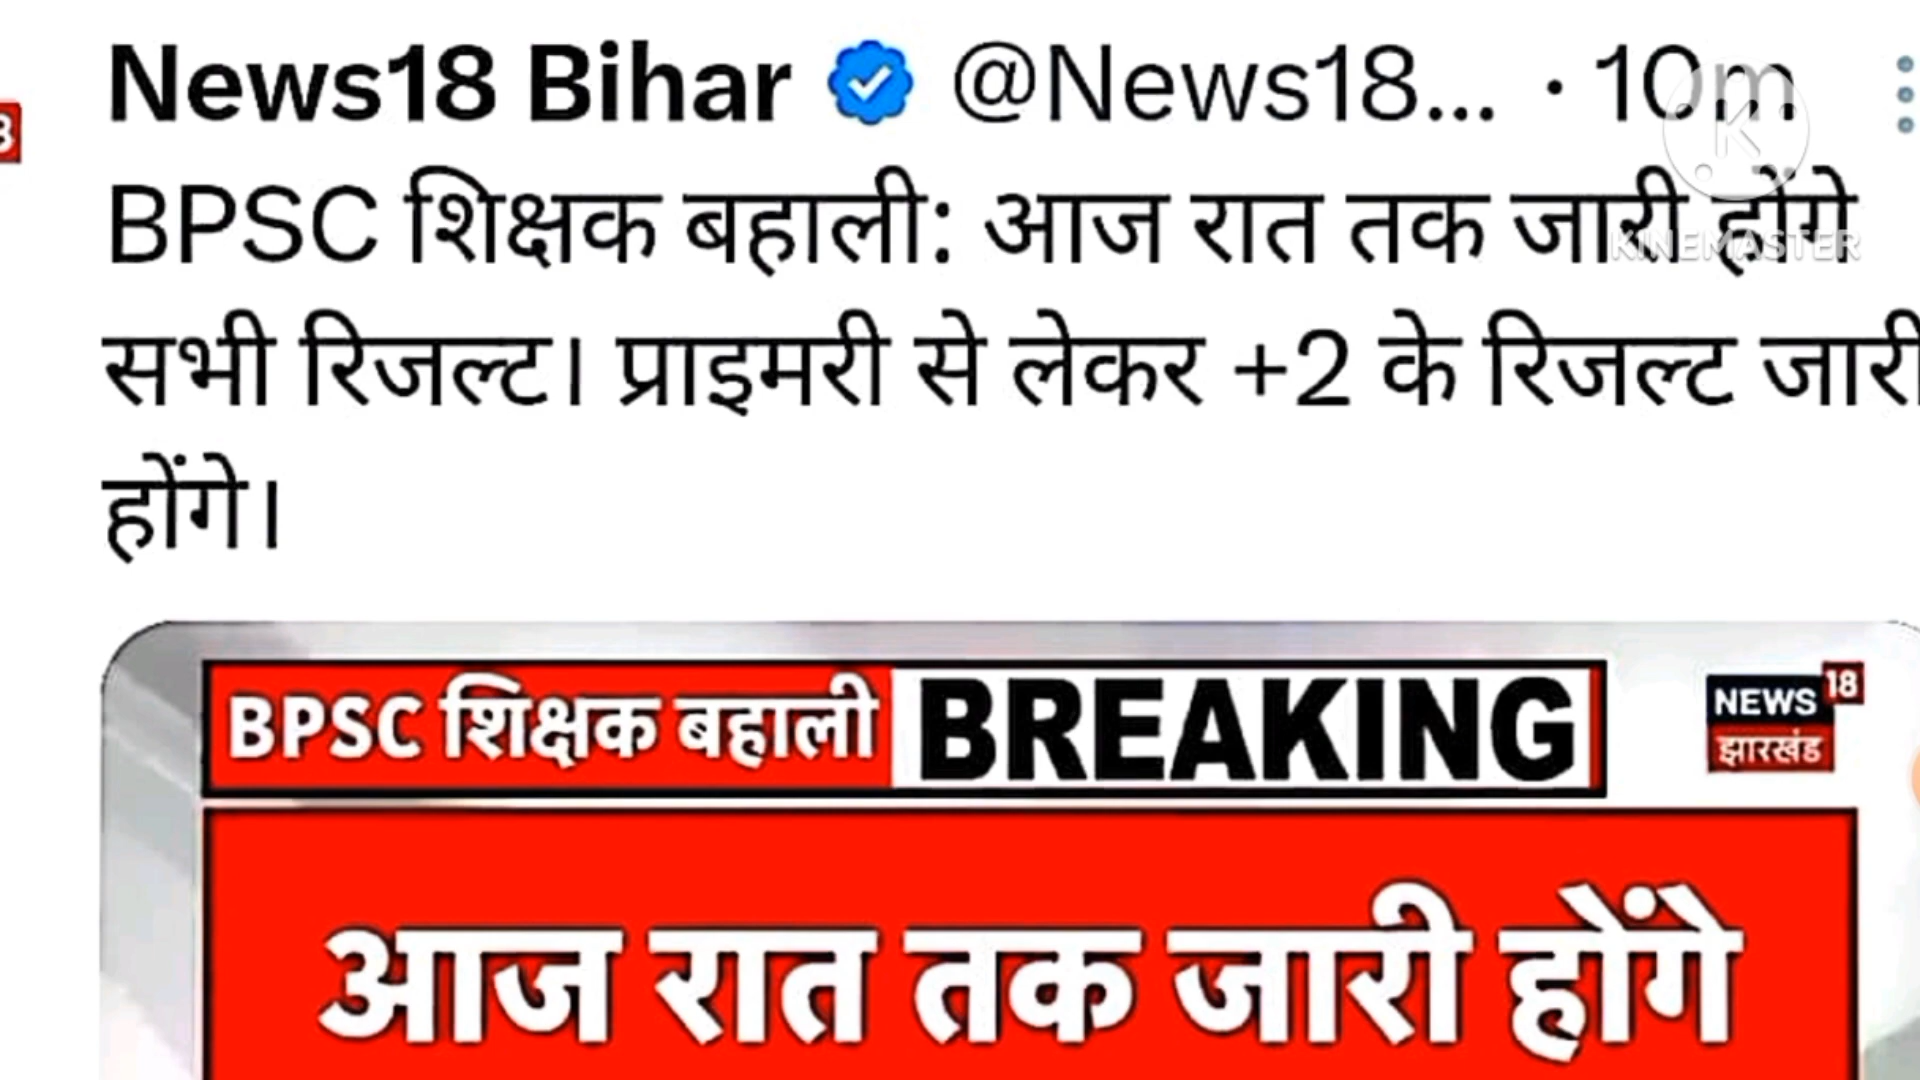 News18 Bihar @News18... · 10m
BPSC शिक्षक बहाली: आज रात तक जारी होंगे
सभी रिजल्ट। प्राइमरी से लेकर +2 के रिजल्ट जारी
होंगे।
K
KINEMASTER
BPSC शिक्षक बहाली BREAKING
NEWS 18
झारखंड
आज रात तक जारी होंगे